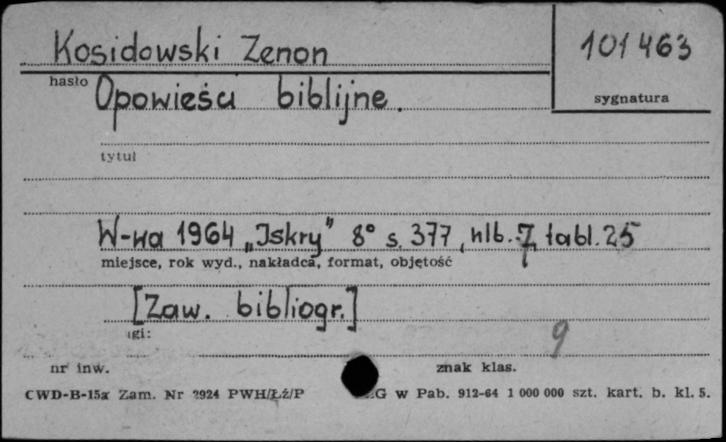 Kosidowski Zenon
101463
hasło
sygnatura
Opowieści biblijne.
tytuł
W-wa 1964 „Iskry” 8° s. 377, nlb. 7 tabl. 25
miejsce, rok wyd., nakładca, format, objętość
[Zaw. bibliogr.]
gi:
9
nr inw.
znak klas.
CWD-B-15a Zam. Nr 2924 PWH/Łź/P G w Pab. 912-64 1 000 000 szt. kart. b. kl. 5.